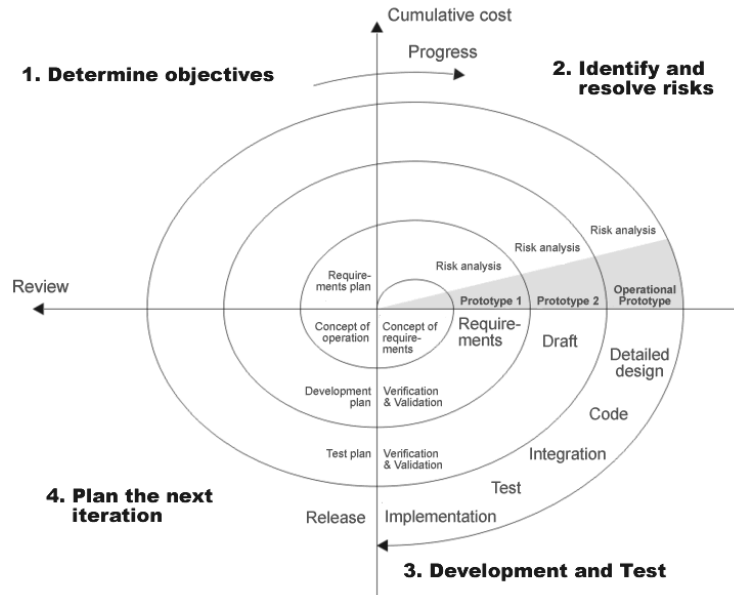 Cumulative cost
Progress
1. Determine objectives
2. Identify and
resolve risks
Risk analysis
Risk analysis
Risk analysis
Require-
ments plan
Review
Prototype 1
Prototype 2
Operational
Prototype
Concept of
operation
Concept of
require-
ments
Require-
ments
Draft
Detailed
design
Development
plan
Verification
& Validation
Code
Test plan
Verification
& Validation
Integration
Test
4. Plan the next
iteration
Release
Implementation
3. Development and Test